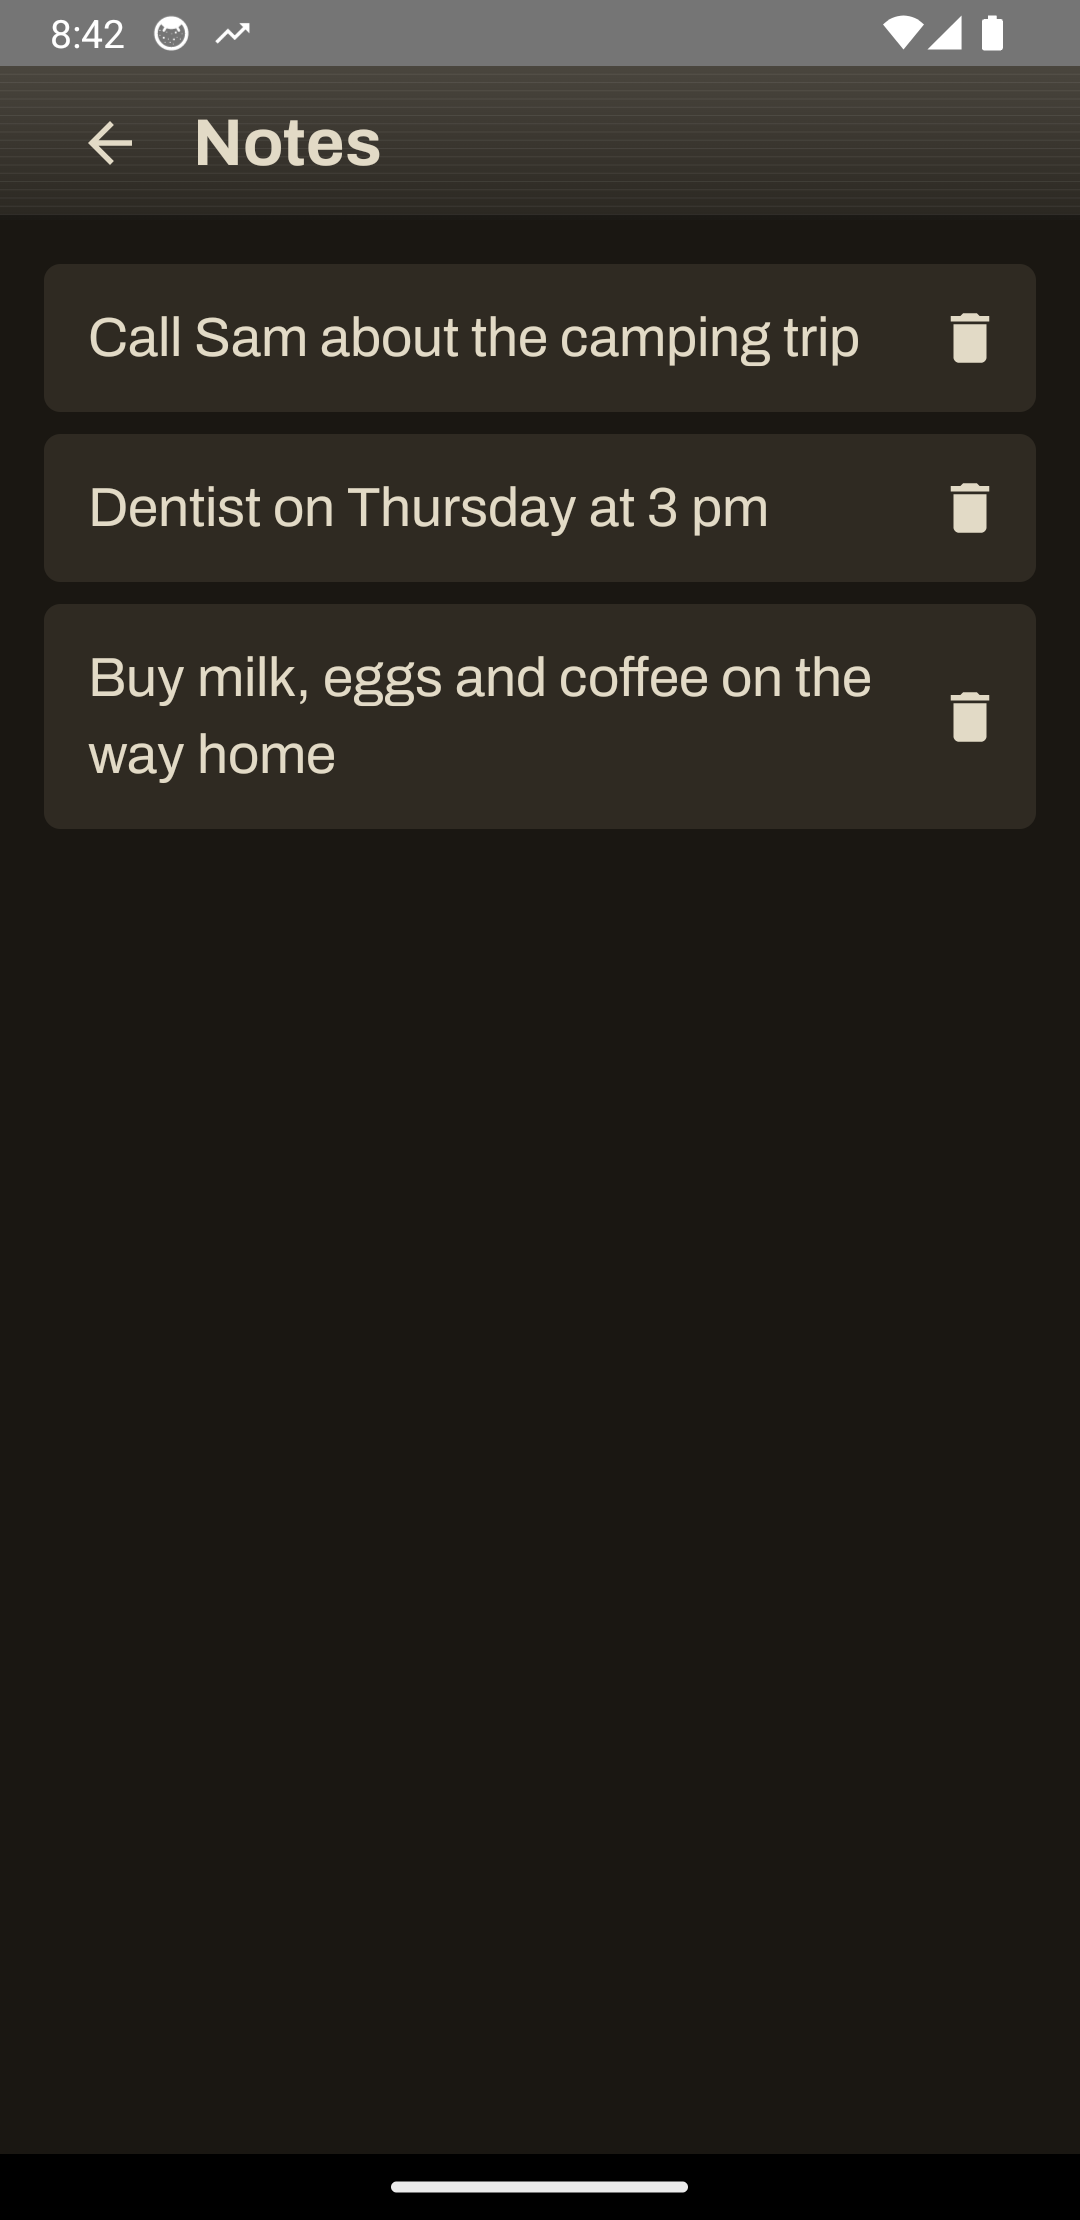 8:42
Notes
Call Sam about the camping trip
Dentist on Thursday at 3 pm
Buy milk, eggs and coffee on the
way home